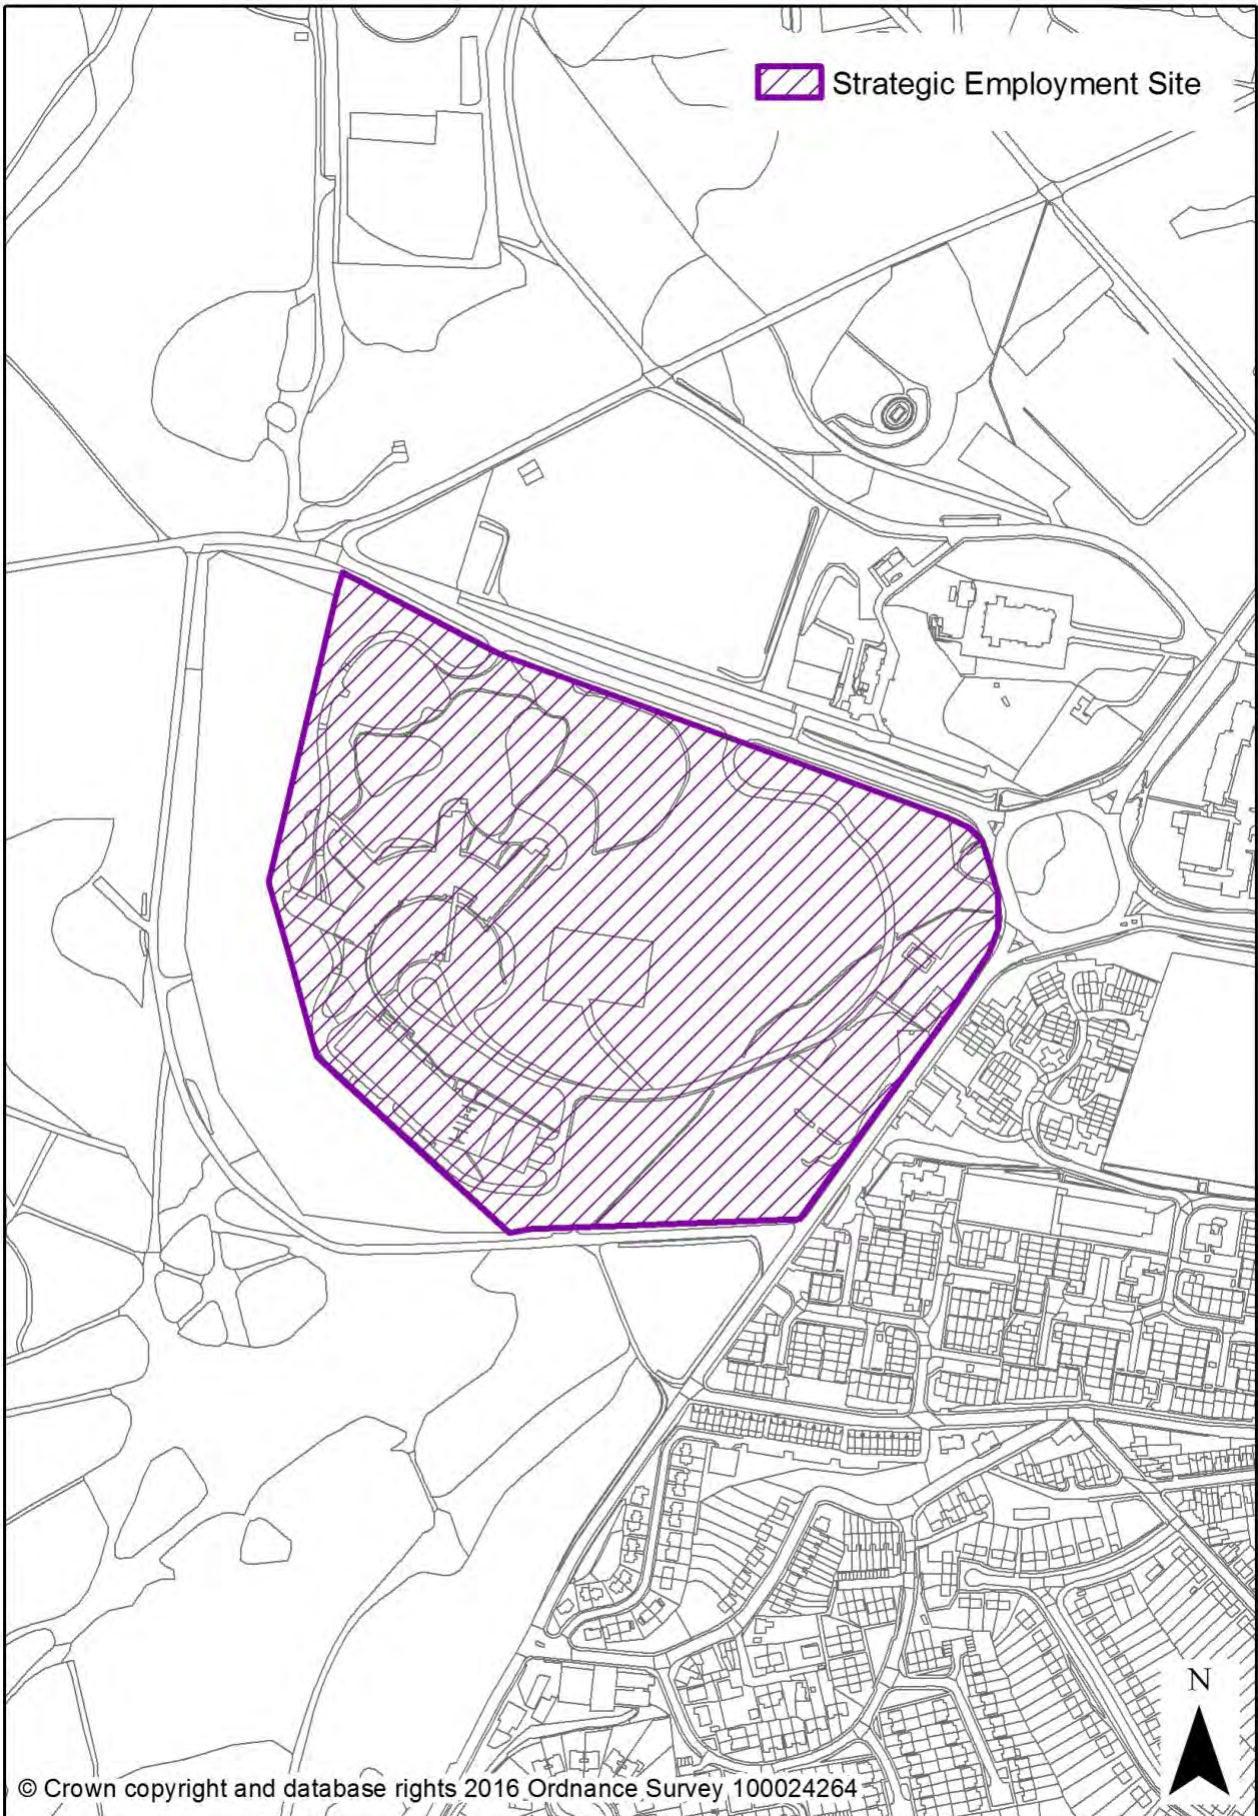 Strategic Employment Site
N
© Crown copyright and database rights 2016 Ordnance Survey 100024264